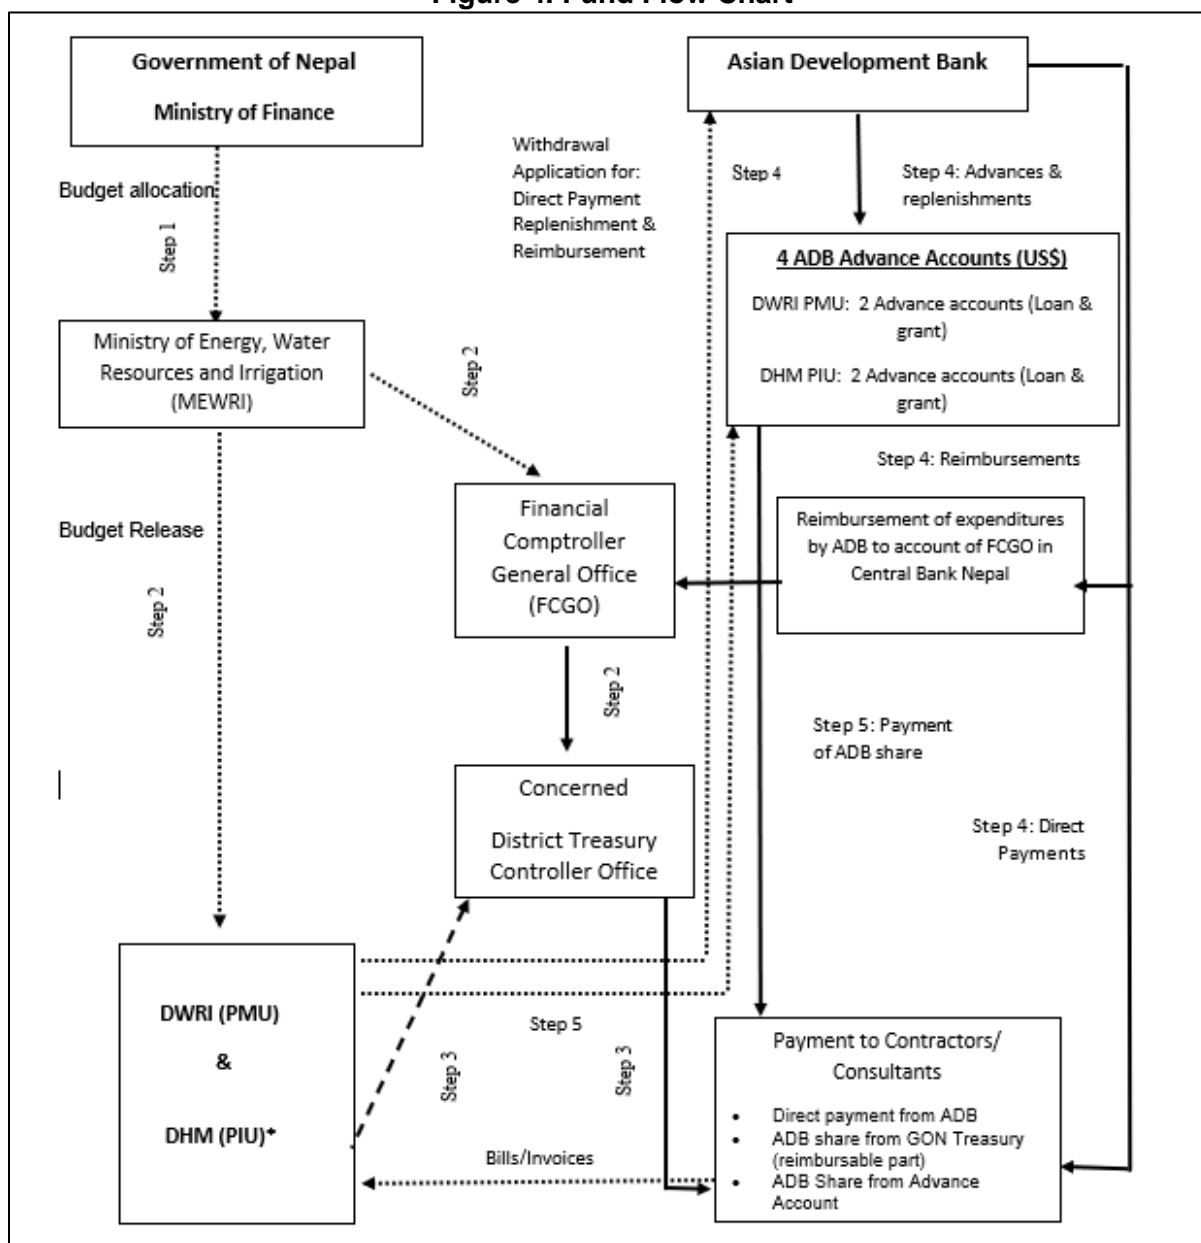 Figure 4: Fund Flow Chart
Government of Nepal
Ministry of Finance
Asian Development Bank
Budget allocation
Step 1
Withdrawal
Application for:
Direct Payment
Replenishment &
Reimbursement
Step 4
Step 4: Advances &
replenishments
4 ADB Advance Accounts (US$)
DWRI PMU: 2 Advance accounts (Loan &
grant)
DHM PIU: 2 Advance accounts (Loan &
grant)
Ministry of Energy, Water
Resources and Irrigation
(MEWRI)
Step 2
Step 4: Reimbursements
Financial
Comptroller
General Office
(FCGO)
Reimbursement of expenditures
by ADB to account of FCGO in
Central Bank Nepal
Budget Release
Step 2
Step 2
Step 5: Payment
of ADB share
Concerned
District Treasury
Controller Office
Step 4: Direct
Payments
DWRI (PMU)
&
DHM (PIU)*
Step 5
Step 3
Step 3
Bills/Invoices
Payment to Contractors/
Consultants
• Direct payment from ADB
• ADB share from GON Treasury
(reimbursable part)
• ADB Share from Advance
Account